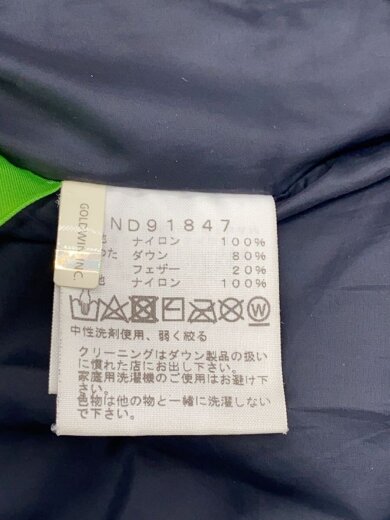 GOLDWIN INC.
ND91847
地 ナイロン 100%
わた ダウン 80%
フェザー 20%
地 ナイロン 100%
中性洗剤使用、弱く絞る
クリーニングはダウン製品の扱い
に慣れた店にお出し下さい。
家庭用洗濯機のご使用はお避け下
さい。
色物は他の物と一緒に洗濯しない
で下さい。